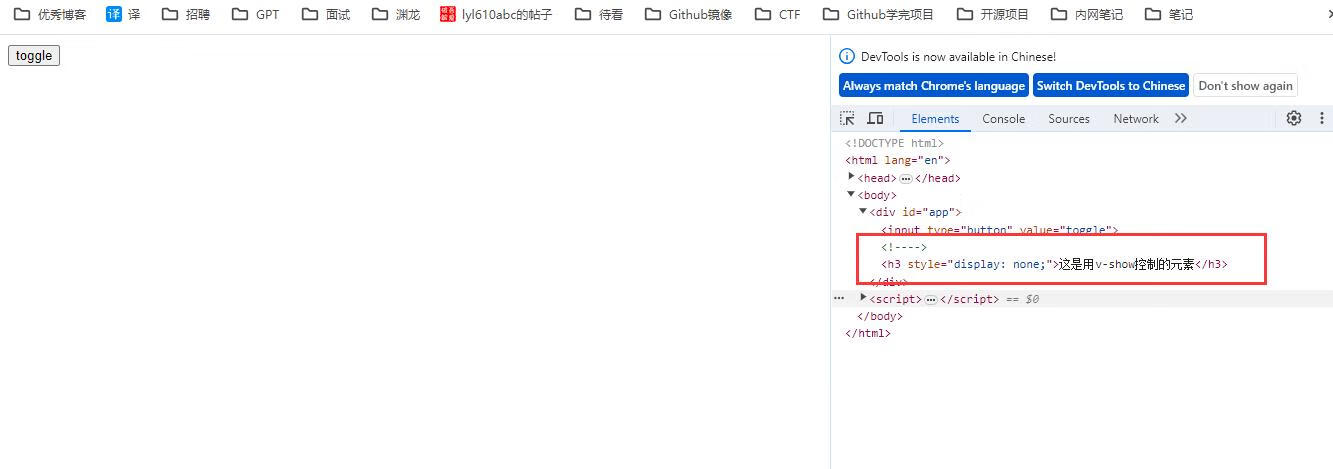 优秀博客 译 译 招聘 GPT 面试 渊龙 破吾爱解 lyl610abc的帖子 待看 Github镜像 CTF Github学完项目 开源项目 内网笔记 笔记
toggle
DevTools is now available in Chinese!
Always match Chrome's language Switch DevTools to Chinese Don't show again
Elements Console Sources Network
<!DOCTYPE html>
<html lang="en">
<head> … </head>
<body>
<div id="app">
<input type="button" value="toggle">
<!---->
<h3 style="display: none;">这是用v-show控制的元素</h3>
</div>
… <script> … </script> == $0
</body>
</html>